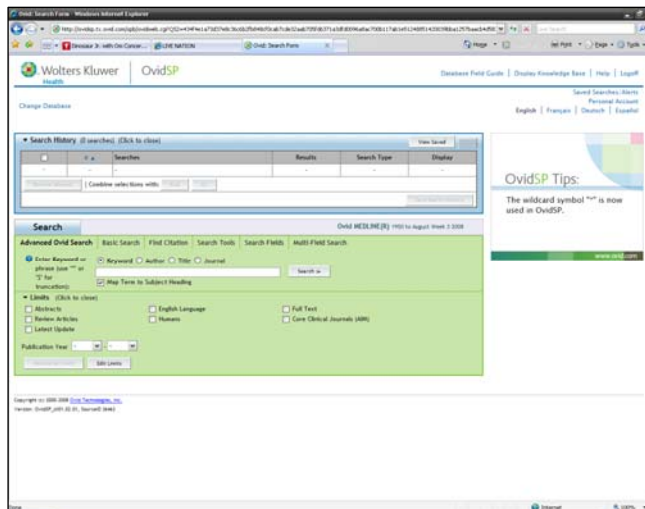 Ovid: Search Form - Windows Internet Explorer
Dinosaur Jr. with Oni Concer...
LIVE NATION
Ovid: Search Form
Home
Print
Page
Tools
Wolters Kluwer
Health
OvidSP
Database Field Guide | Display Knowledge Base | Help | Logoff
Saved Searches/Alerts
Personal Account
English | Français | Deutsch | Español
Change Database
Search History (0 searches) (Click to close)
View Saved
Searches Results Search Type Display
Combine selections with:
OvidSP Tips:
The wildcard symbol "*" is now
used in OvidSP.
www.ovid.com
Search
Ovid MEDLINE(R) 1950 to August Week 3 2008
Advanced Ovid Search Basic Search Find Citation Search Tools Search Fields Multi-Field Search
Enter Keyword or
phrase (use "*" or
"$" for
truncation):
Keyword Author Title Journal
Search »
Map Term to Subject Heading
Limits (Click to close)
Abstracts English Language Full Text
Review Articles Humans Core Clinical Journals (AIM)
Latest Update
Publication Year - -
Edit Limits
Copyright (c) 2000-2008 Ovid Technologies, Inc.
Done
Internet
100%